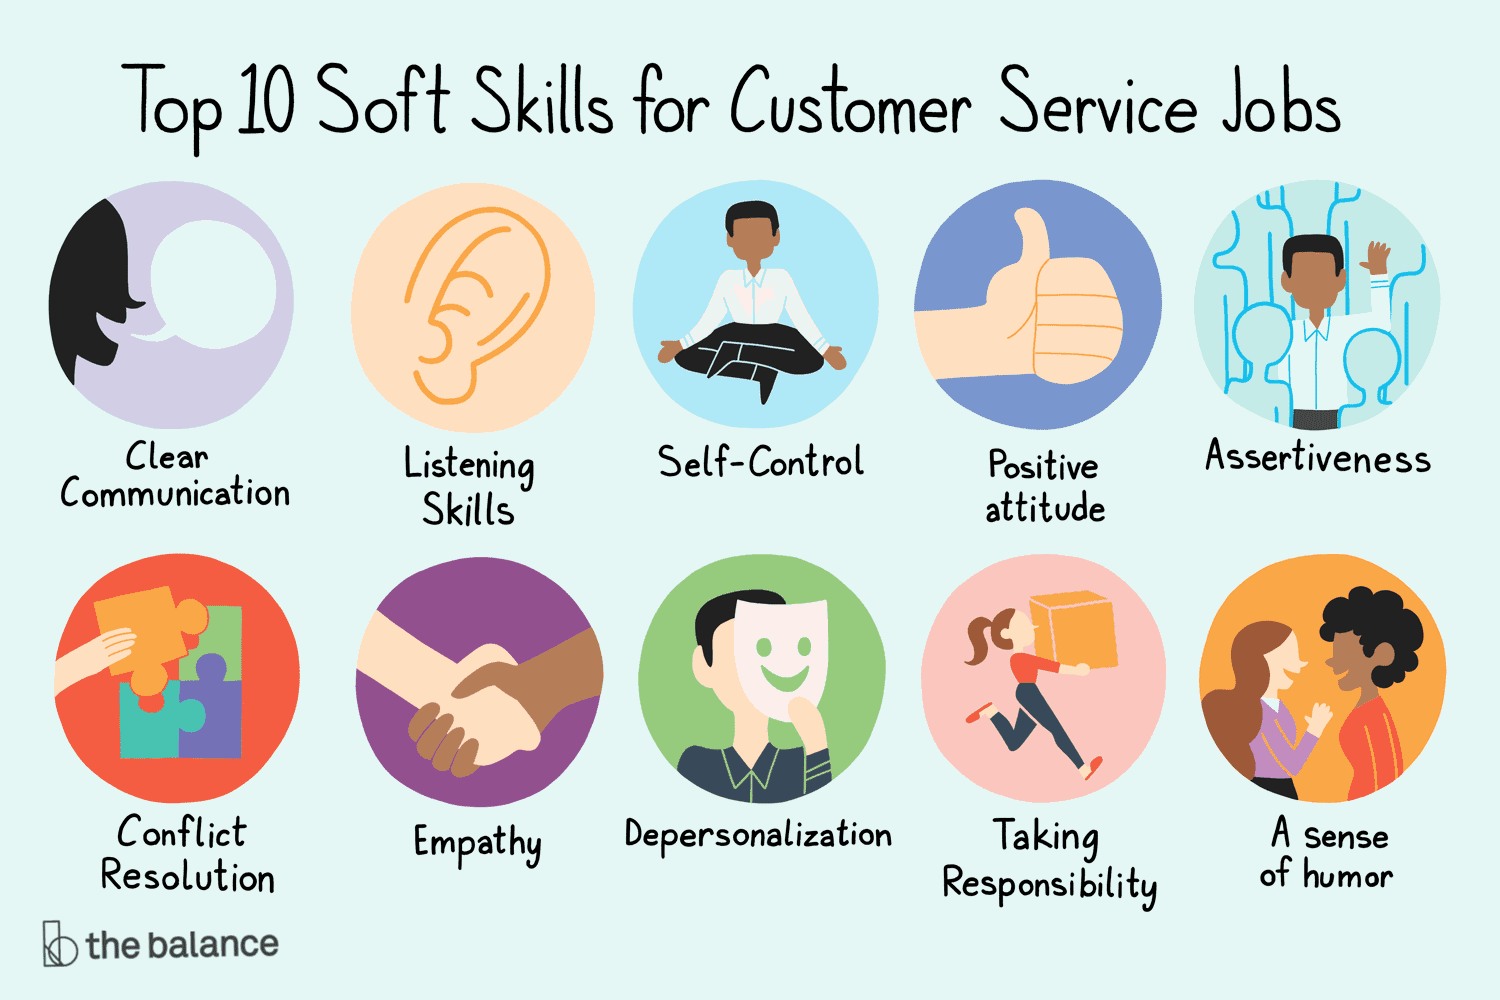 Top 10 Soft Skills for Customer Service Jobs
Clear
Communication
Listening
Skills
Self-Control
Positive
attitude
Assertiveness
Conflict
Resolution
Empathy
Depersonalization
Taking
Responsibility
A sense
of humor
the balance